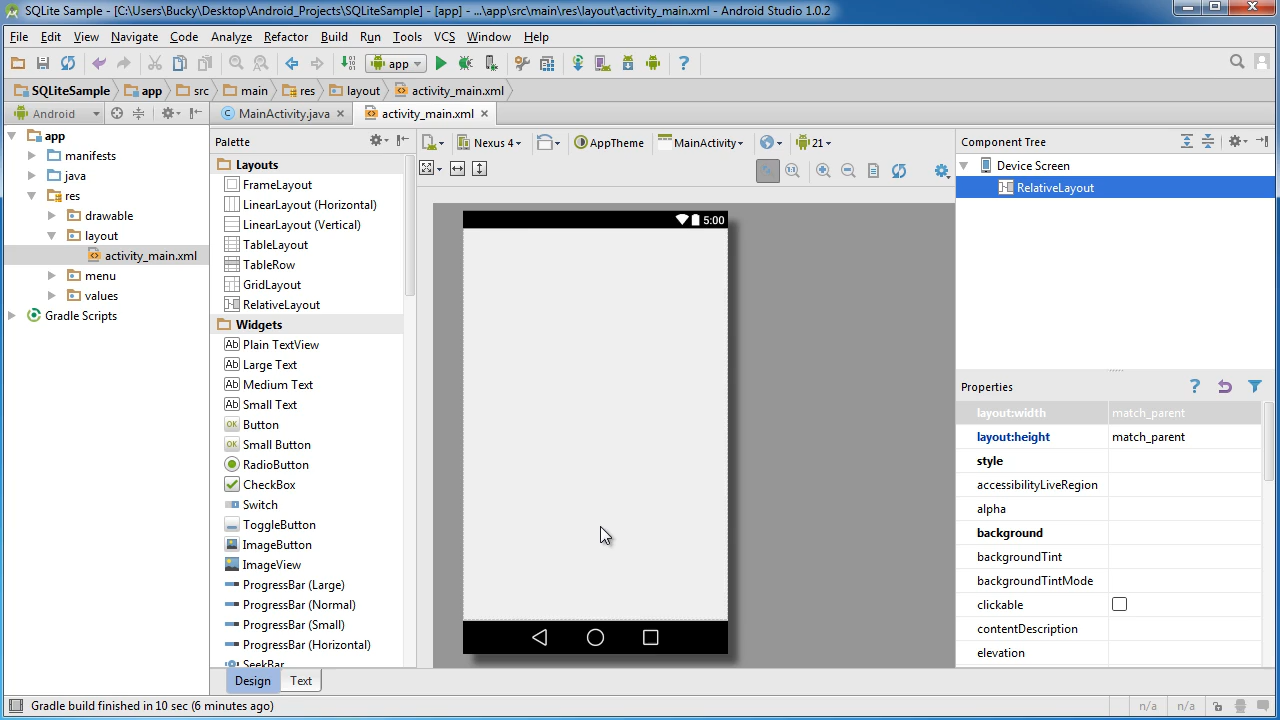 SQLite Sample - [C:\Users\Bucky\Desktop\Android_Projects\SQLiteSample] - [app] - ...\app\src\main\res\layout\activity_main.xml - Android Studio 1.0.2
File Edit View Navigate Code Analyze Refactor Build Run Tools VCS Window Help
app
SQLiteSample app src main res layout activity_main.xml
Android
MainActivity.java activity_main.xml
app
manifests
java
res
drawable
layout
activity_main.xml
menu
values
Gradle Scripts
Palette
Layouts
FrameLayout
LinearLayout (Horizontal)
LinearLayout (Vertical)
TableLayout
TableRow
GridLayout
RelativeLayout
Widgets
Plain TextView
Large Text
Medium Text
Small Text
Button
Small Button
RadioButton
CheckBox
Switch
ToggleButton
ImageButton
ImageView
ProgressBar (Large)
ProgressBar (Normal)
ProgressBar (Small)
ProgressBar (Horizontal)
SeekBar
Nexus 4 AppTheme MainActivity 21
5:00
Component Tree
Device Screen
RelativeLayout
Properties
layout:width match_parent
layout:height match_parent
style
accessibilityLiveRegion
alpha
background
backgroundTint
backgroundTintMode
clickable
contentDescription
elevation
Design Text
Gradle build finished in 10 sec (6 minutes ago)
n/a n/a